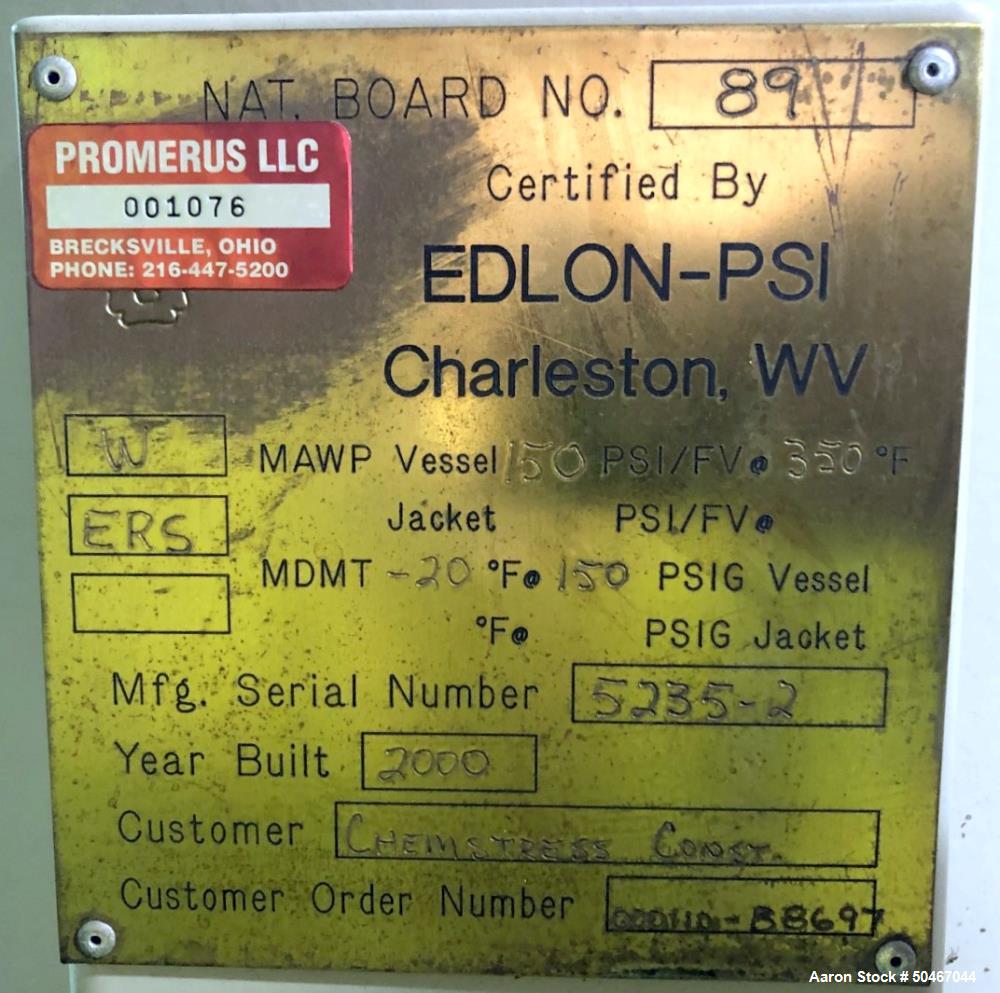 NAT. BOARD NO. 89
PROMERUS LLC
001076
BRECKSVILLE, OHIO
PHONE: 216-447-5200
Certified By
EDLON-PSI
Charleston, WV
W
MAWP Vessel 150 PSI/FV@ 350 °F
ERS
Jacket PSI/FV@
MDMT -20 °F@ 150 PSIG Vessel
°F@ PSIG Jacket
Mfg. Serial Number 5235-2
Year Built 2000
Customer CHEMSTRESS CONST.
Customer Order Number -B8697
Aaron Stock # 50467044